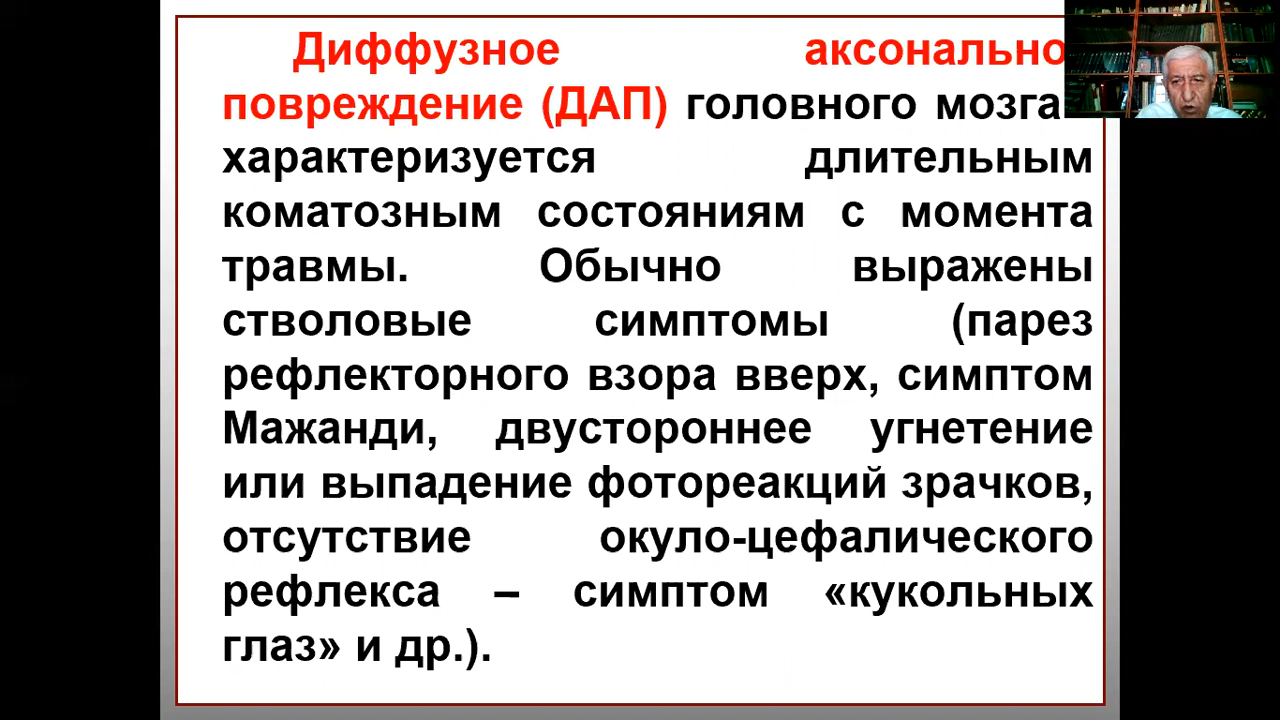 Диффузное аксонально
повреждение (ДАП) головного мозга
характеризуется длительным
коматозным состояниям с момента
травмы. Обычно выражены
стволовые симптомы (парез
рефлекторного взора вверх, симптом
Мажанди, двустороннее угнетение
или выпадение фотореакций зрачков,
отсутствие окуло-цефалического
рефлекса – симптом «кукольных
глаз» и др.).